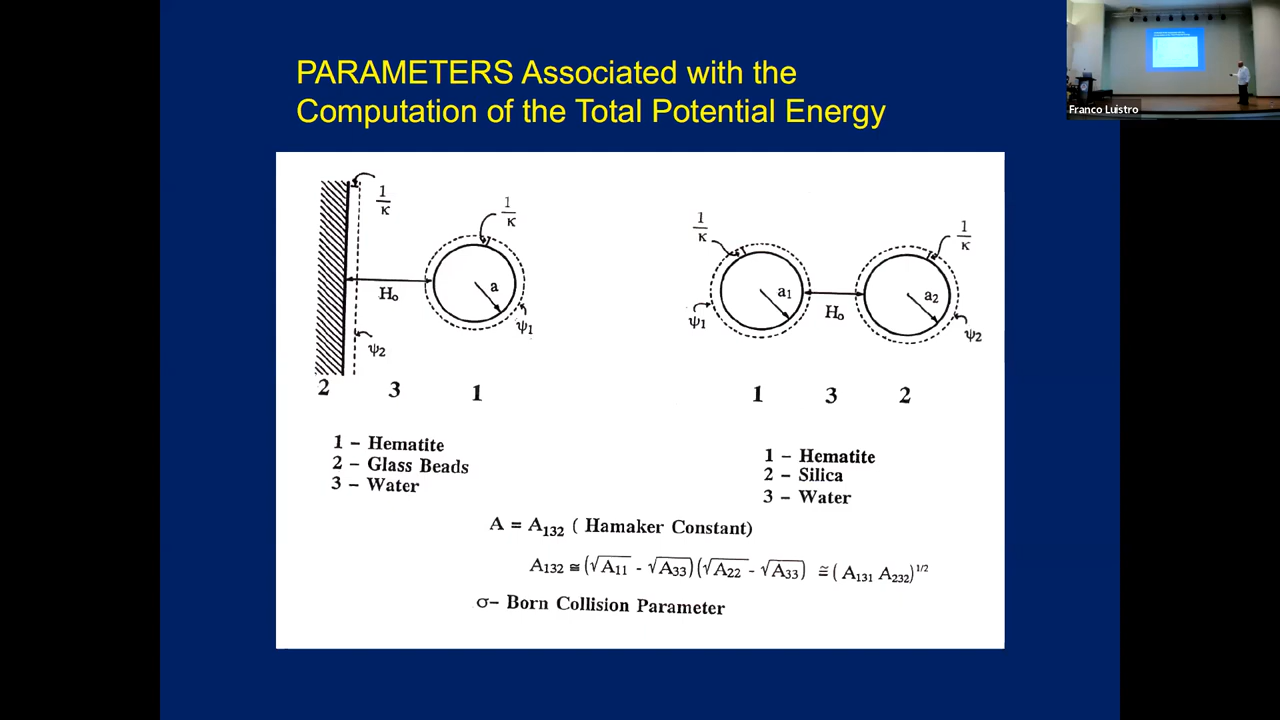 PARAMETERS Associated with the
Computation of the Total Potential Energy
Franco Luistro
1/κ
1/κ
H₀
a
ψ₁
ψ₂
2 3 1
1 – Hematite
2 – Glass Beads
3 – Water
1/κ
1/κ
a₁
a₂
H₀
ψ₁
ψ₂
1 3 2
1 – Hematite
2 – Silica
3 – Water
A = A₁₃₂ ( Hamaker Constant)
A₁₃₂ ≅ (√A₁₁ - √A₃₃)(√A₂₂ - √A₃₃) ≅ ( A₁₃₁ A₂₃₂)^1/2
σ– Born Collision Parameter